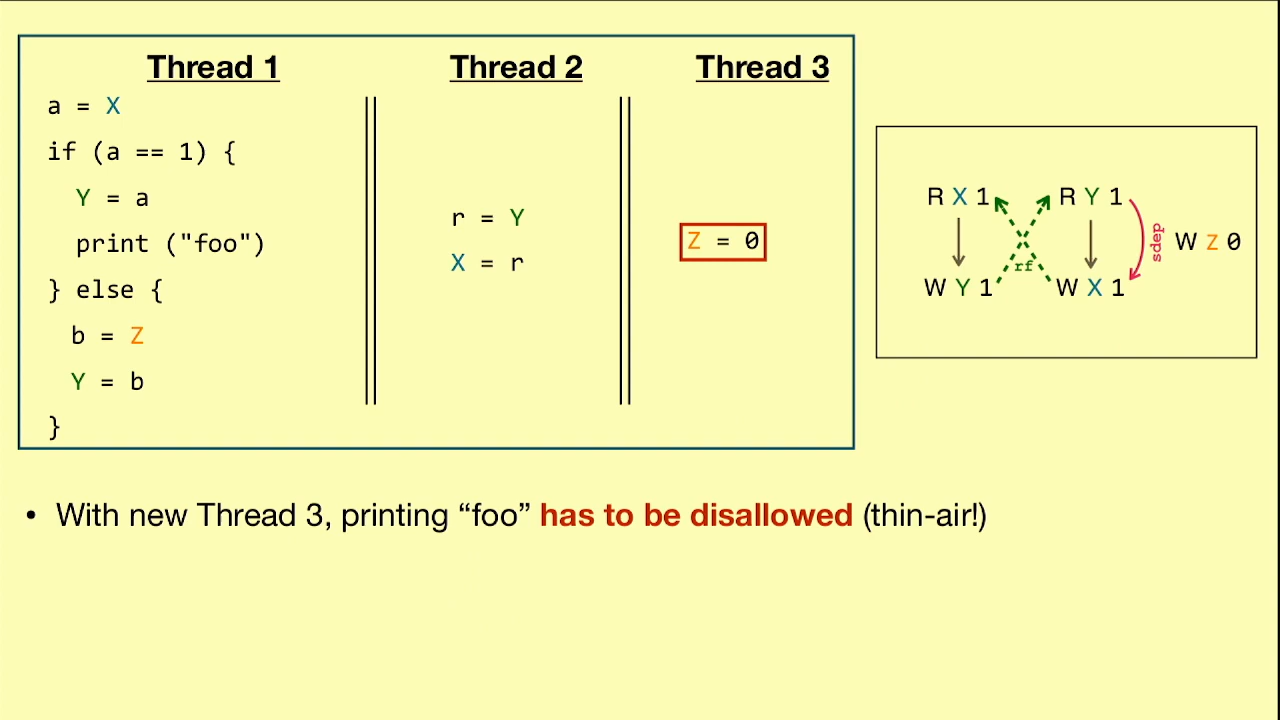 Thread 1 Thread 2 Thread 3
a = X
if (a == 1) {
Y = a
print ("foo")
} else {
b = Z
Y = b
}
r = Y
X = r
Z = 0
R X 1 R Y 1
sdep
W Z 0
rf
W Y 1 W X 1
• With new Thread 3, printing “foo” has to be disallowed (thin-air!)